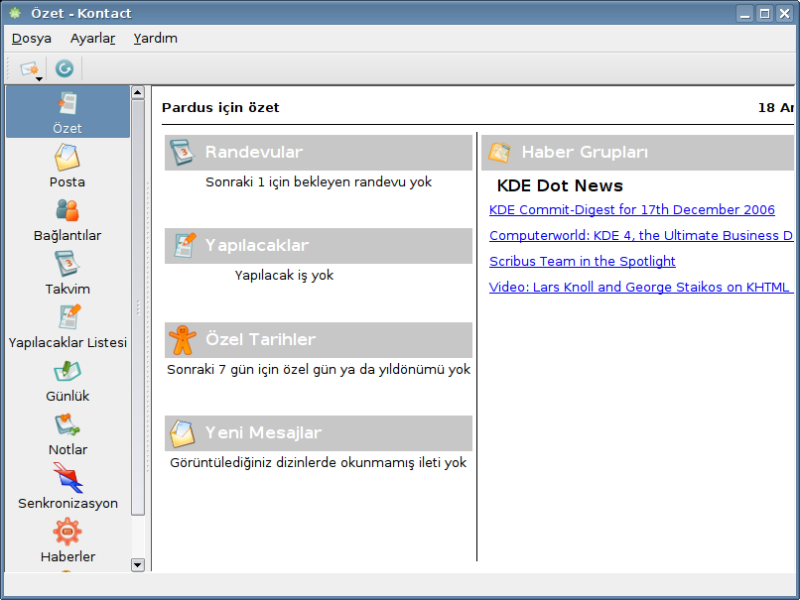 Özet - Kontact
Dosya Ayarlar Yardım
Özet
Posta
Bağlantılar
Takvim
Yapılacaklar Listesi
Günlük
Notlar
Senkronizasyon
Haberler
Pardus için özet
18 Ar
Randevular
Sonraki 1 için bekleyen randevu yok
Yapılacaklar
Yapılacak iş yok
Özel Tarihler
Sonraki 7 gün için özel gün ya da yıldönümü yok
Yeni Mesajlar
Görüntülediğiniz dizinlerde okunmamış ileti yok
Haber Grupları
KDE Dot News
KDE Commit-Digest for 17th December 2006
Computerworld: KDE 4, the Ultimate Business D
Scribus Team in the Spotlight
Video: Lars Knoll and George Staikos on KHTML